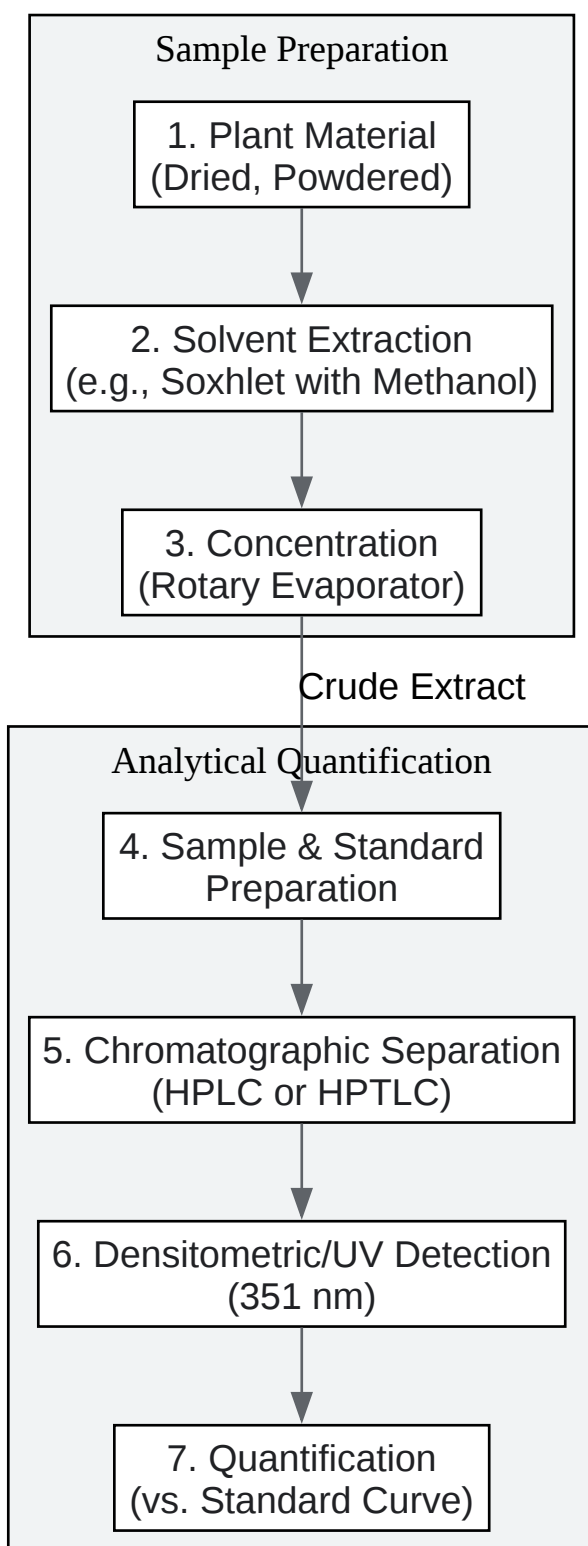 Sample Preparation
1. Plant Material
(Dried, Powdered)
2. Solvent Extraction
(e.g., Soxhlet with Methanol)
3. Concentration
(Rotary Evaporator)
Crude Extract
Analytical Quantification
4. Sample & Standard
Preparation
5. Chromatographic Separation
(HPLC or HPTLC)
6. Densitometric/UV Detection
(351 nm)
7. Quantification
(vs. Standard Curve)